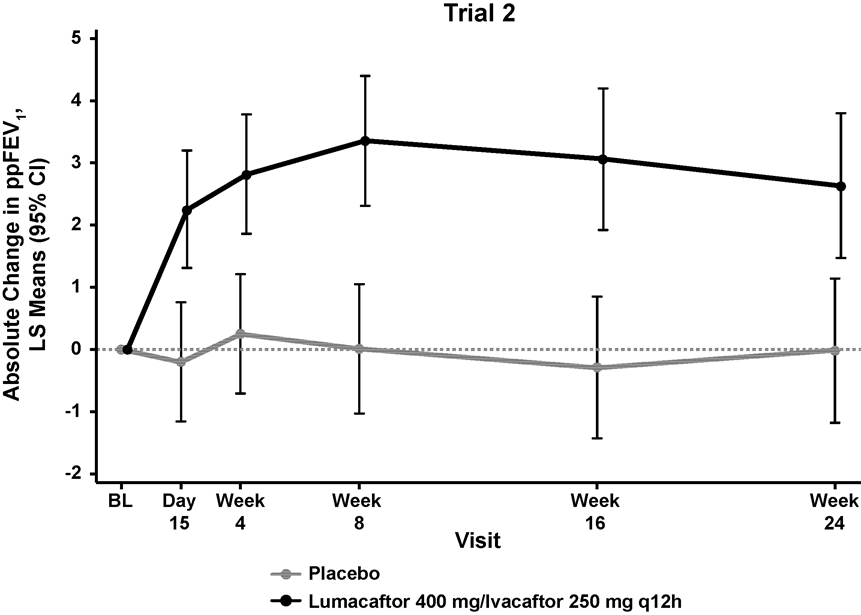 Trial 2
Absolute Change in ppFEV1,
LS Means (95% CI)
5
4
3
2
1
0
-1
-2
BL
Day
15
Week
4
Week
8
Week
16
Week
24
Visit
Placebo
Lumacaftor 400 mg/Ivacaftor 250 mg q12h